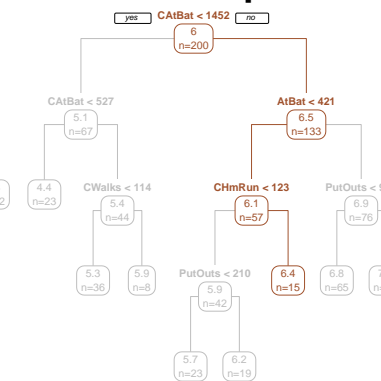 CAtBat < 1452
yes no
6
n=200
CAtBat < 527
AtBat < 421
5.1
n=67
6.5
n=133
4.4
n=23
CWalks < 114
CHmRun < 123
PutOuts <
5.4
n=44
6.1
n=57
6.9
n=76
5.3
n=36
5.9
n=8
PutOuts < 210
6.4
n=15
6.8
n=65
5.9
n=42
5.7
n=23
6.2
n=19